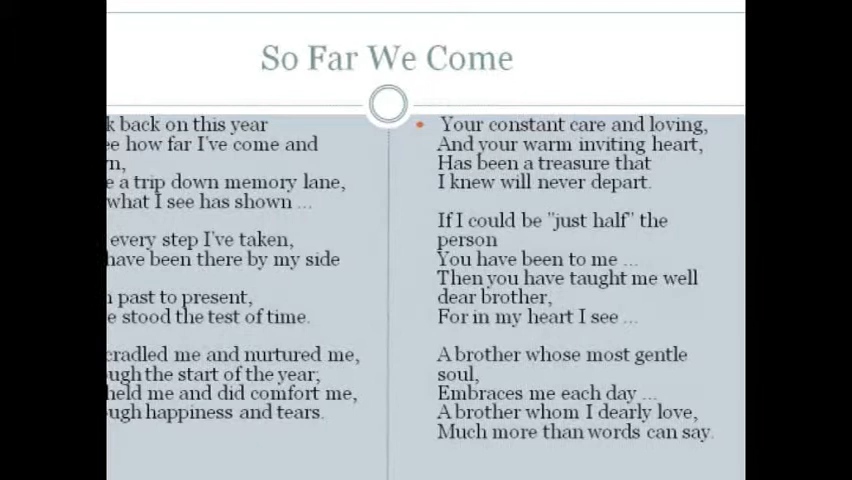 So Far We Come
back on this year
how far I've come and
a trip down memory lane,
what I see has shown ...
every step I've taken,
have been there by my side
past to present,
stood the test of time.
cradled me and nurtured me,
the start of the year;
held me and did comfort me,
happiness and tears.
• Your constant care and loving,
And your warm inviting heart,
Has been a treasure that
I knew will never depart.
If I could be "just half" the
person
You have been to me ...
Then you have taught me well
dear brother,
For in my heart I see ...
A brother whose most gentle
soul,
Embraces me each day ...
A brother whom I dearly love,
Much more than words can say.